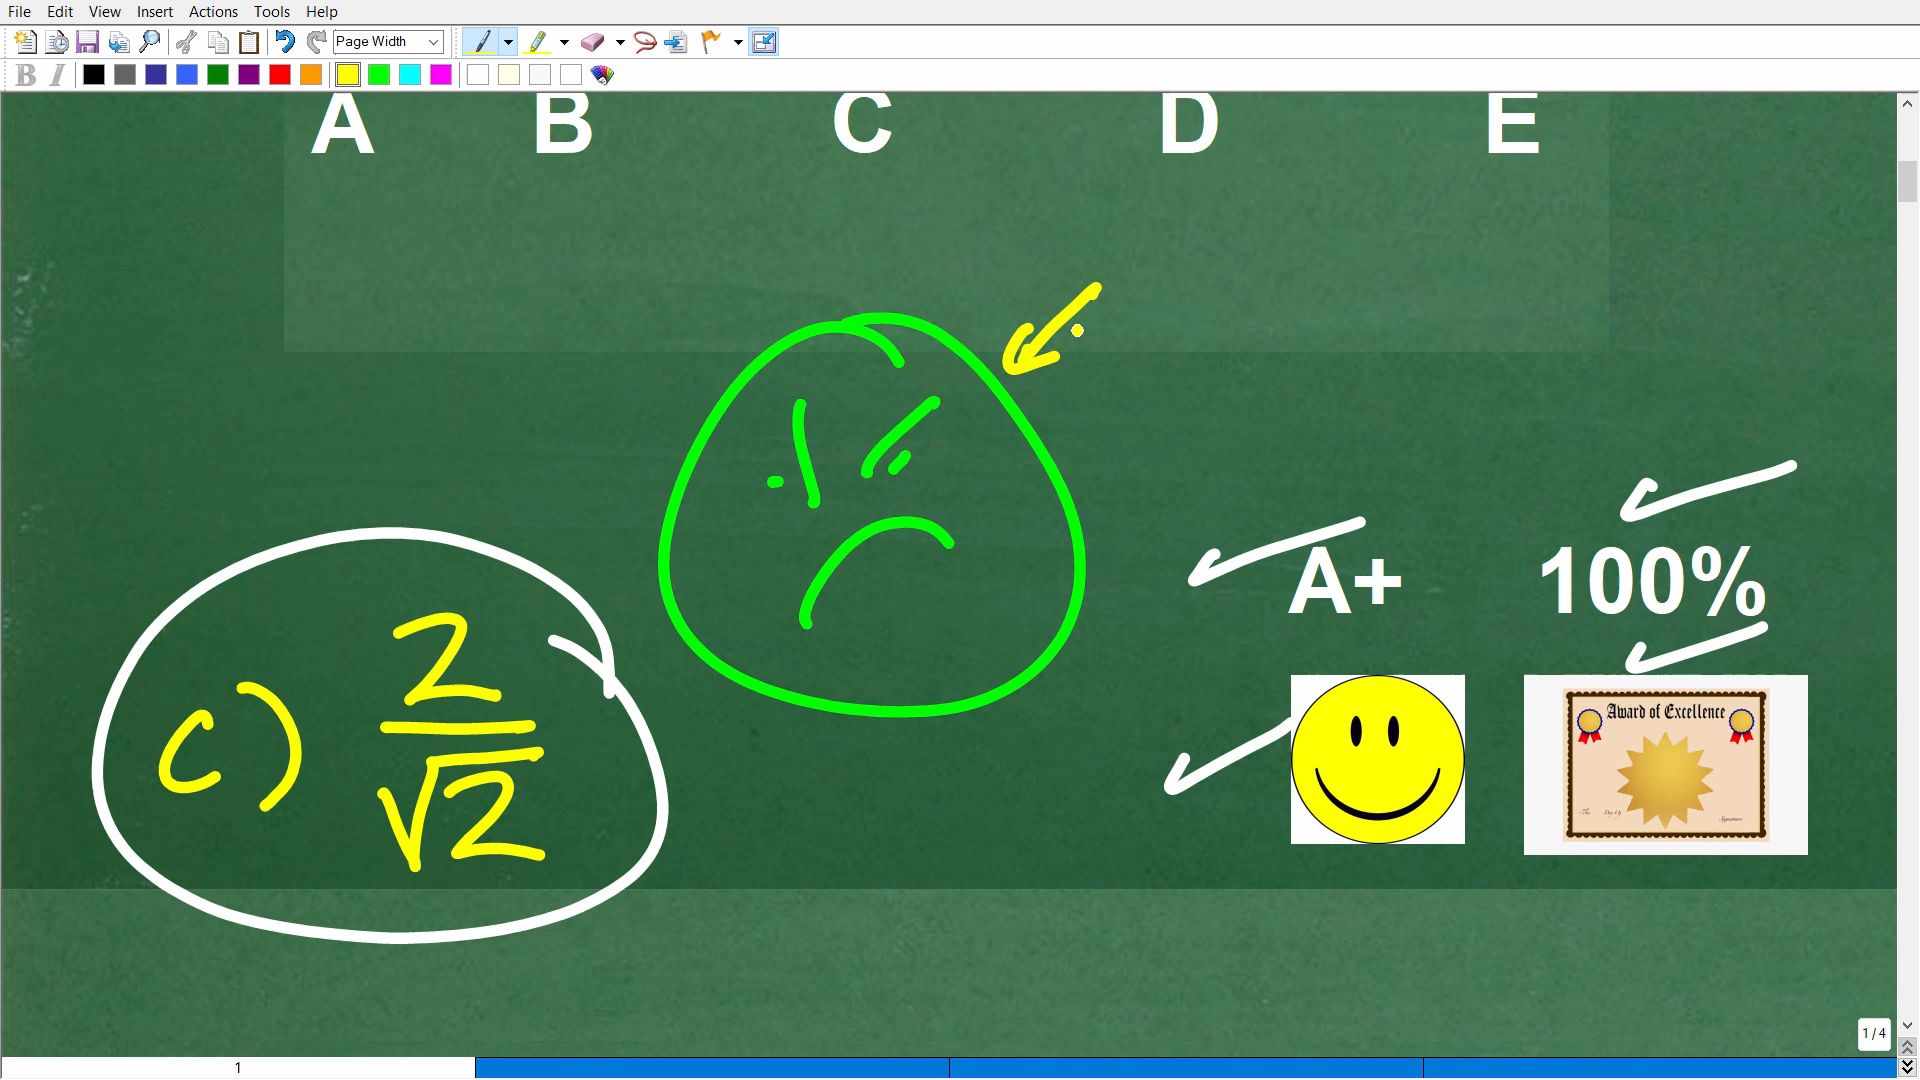 File Edit View Insert Actions Tools Help
Page Width
B I
A B C D E
A+ 100%
c) 2/√2
Award of Excellence
1 / 4
1